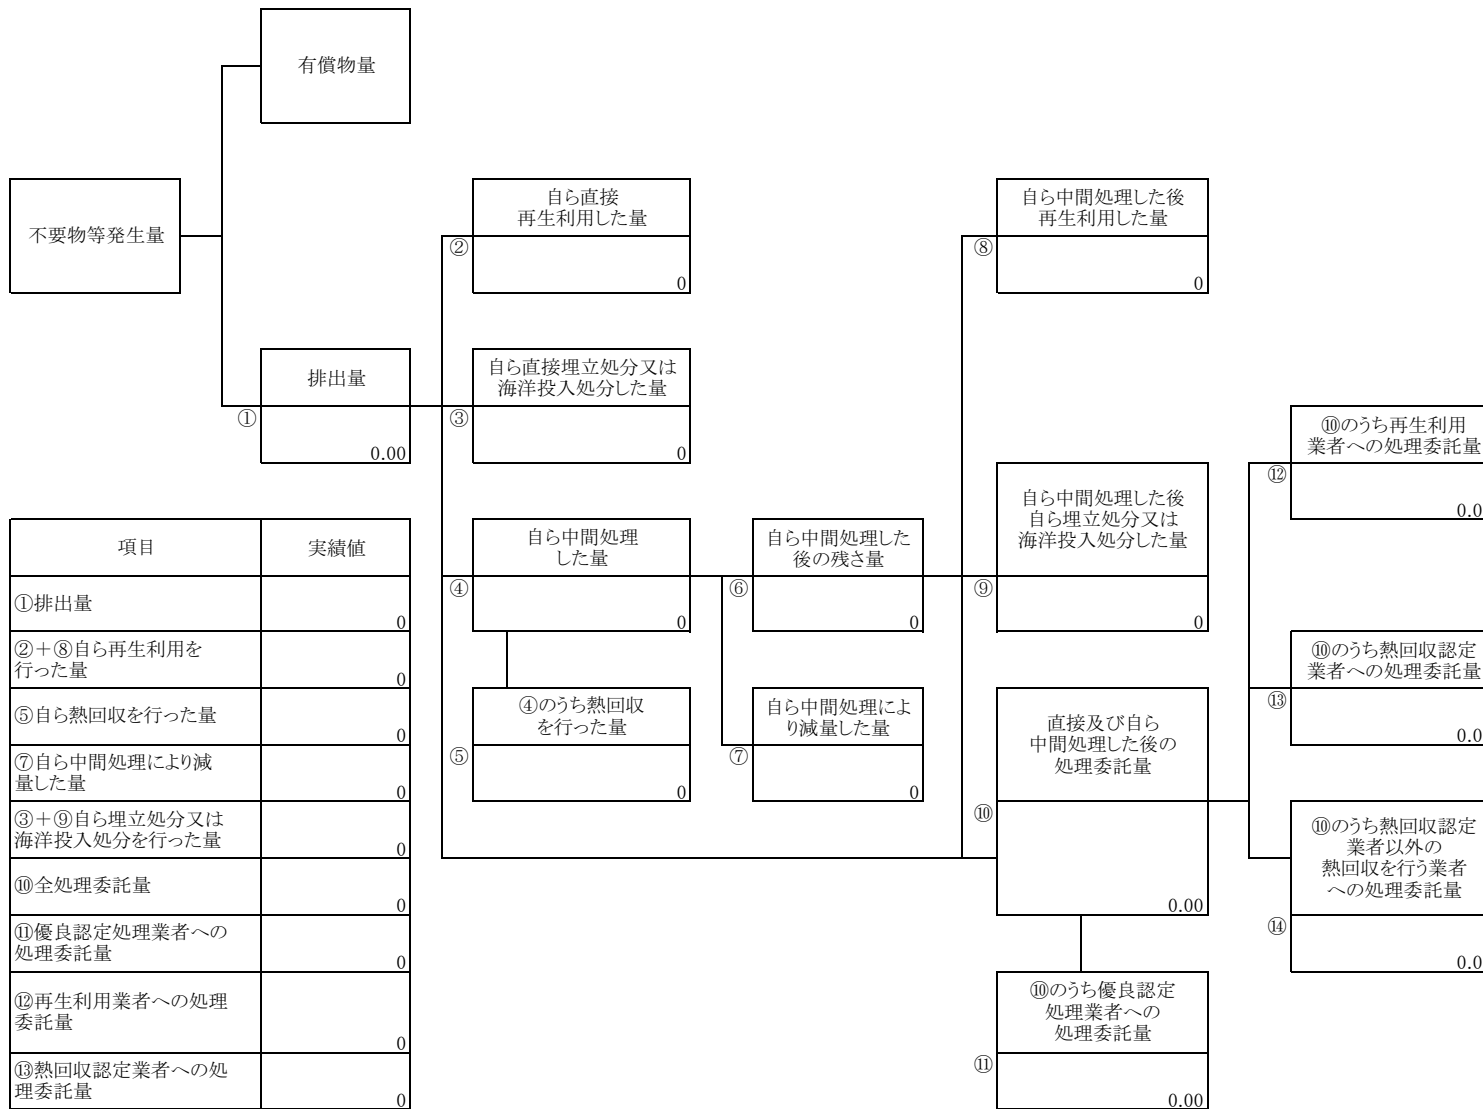 有償物量
不要物等発生量
自ら直接
再生利用した量
②
0
自ら中間処理した後
再生利用した量
⑧
0
排出量
①
0.00
自ら直接埋立処分又は
海洋投入処分した量
③
0
⑩のうち再生利用
業者への処理委託量
⑫
0.0
自ら中間処理
した量
④
0
自ら中間処理した
後の残さ量
⑥
0
自ら中間処理した後
自ら埋立処分又は
海洋投入処分した量
⑨
0
⑩のうち熱回収認定
業者への処理委託量
⑬
0.0
④のうち熱回収
を行った量
⑤
0
自ら中間処理によ
り減量した量
⑦
0
直接及び自ら
中間処理した後の
処理委託量
⑩
0.00
⑩のうち熱回収認定
業者以外の
熱回収を行う業者
への処理委託量
⑭
0.0
⑩のうち優良認定
処理業者への
処理委託量
⑪
0.00
項目 実績値
①排出量
0
②＋⑧自ら再生利用を
行った量
0
⑤自ら熱回収を行った量
0
⑦自ら中間処理により減
量した量
0
③＋⑨自ら埋立処分又は
海洋投入処分を行った量
0
⑩全処理委託量
0
⑪優良認定処理業者への
処理委託量
0
⑫再生利用業者への処理
委託量
0
⑬熱回収認定業者への処
理委託量
0